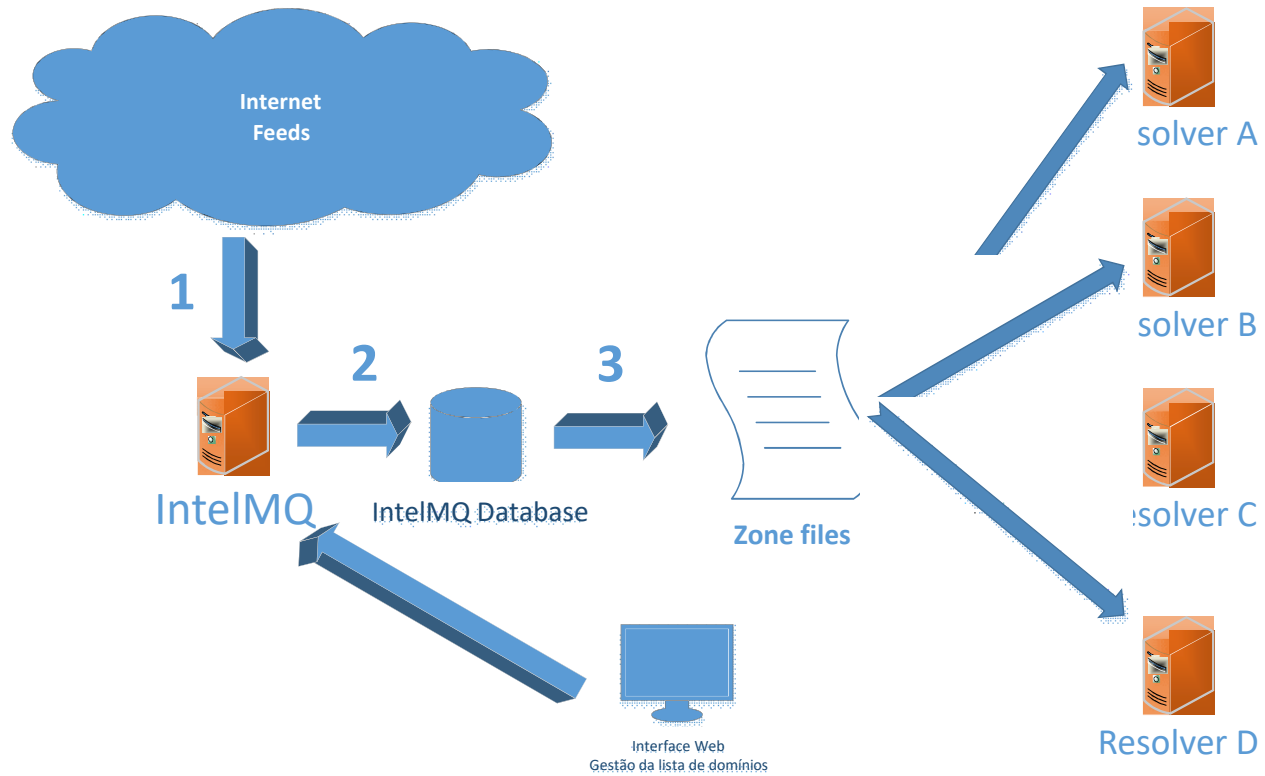 Internet
Feeds
1
2
3
IntelMQ
IntelMQ Database
Zone files
solver A
solver B
solver C
Resolver D
Interface Web
Gestão da lista de domínios